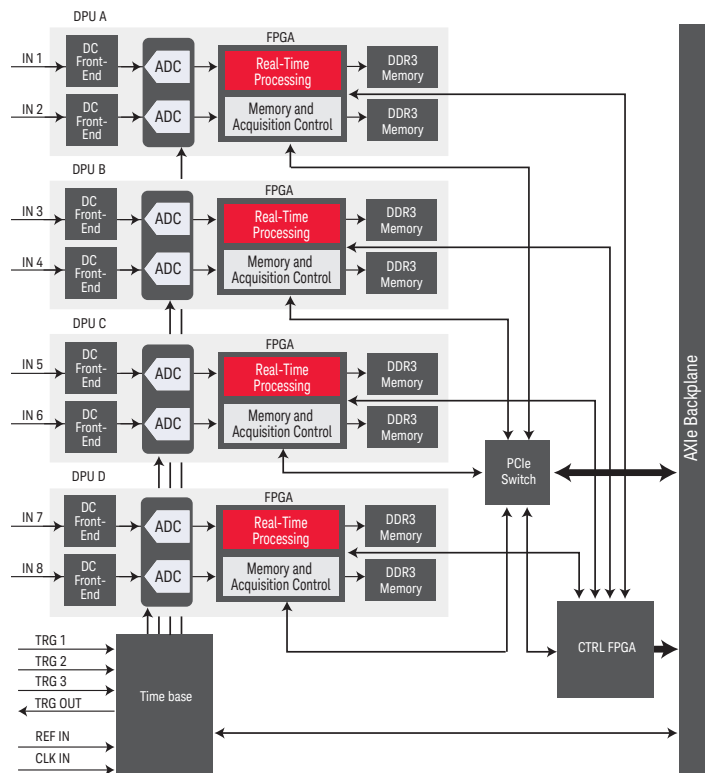 DPU A
FPGA
IN 1
DC
Front-
End
ADC
Real-Time
Processing
DDR3
Memory
IN 2
DC
Front-
End
ADC
Memory and
Acquisition Control
DDR3
Memory
DPU B
FPGA
IN 3
DC
Front-
End
ADC
Real-Time
Processing
DDR3
Memory
IN 4
DC
Front-
End
ADC
Memory and
Acquisition Control
DDR3
Memory
DPU C
FPGA
IN 5
DC
Front-
End
ADC
Real-Time
Processing
DDR3
Memory
IN 6
DC
Front-
End
ADC
Memory and
Acquisition Control
DDR3
Memory
DPU D
FPGA
IN 7
DC
Front-
End
ADC
Real-Time
Processing
DDR3
Memory
IN 8
DC
Front-
End
ADC
Memory and
Acquisition Control
DDR3
Memory
PCIe
Switch
AXIe Backplane
CTRL FPGA
TRG 1
TRG 2
TRG 3
TRG OUT
REF IN
CLK IN
Time base